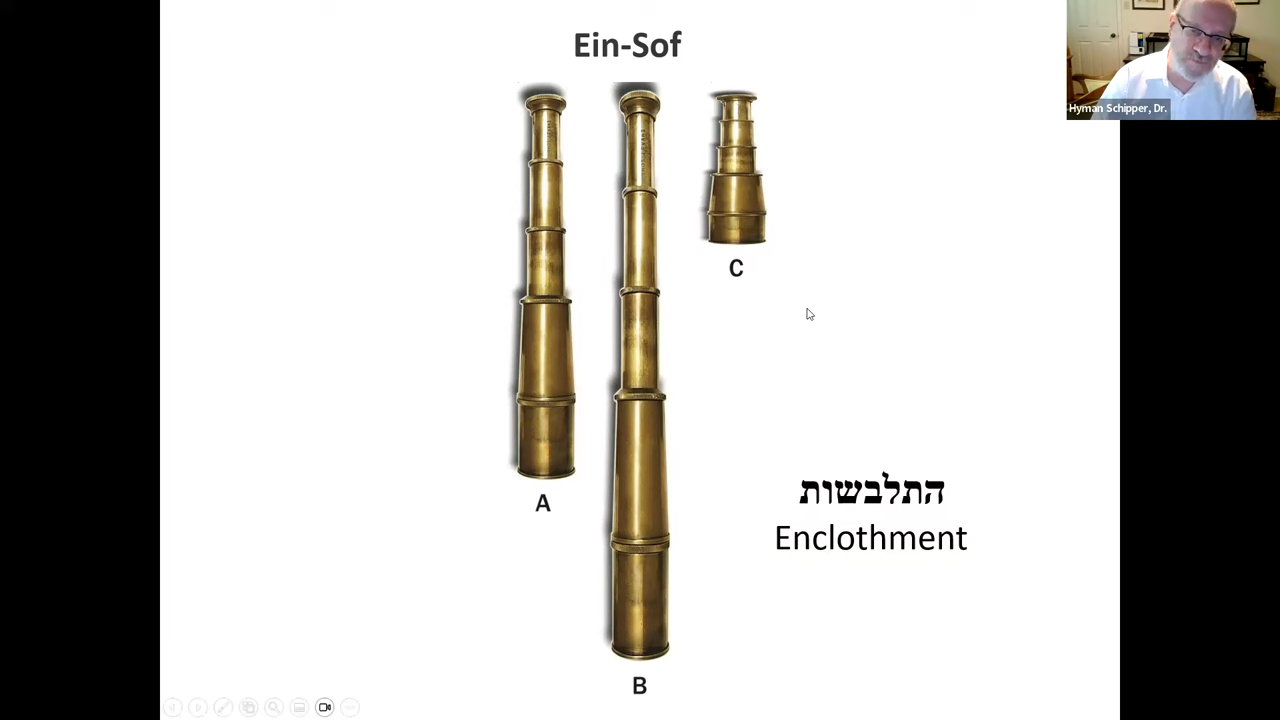 Ein-Sof
Hyman Schipper, Dr.
A
B
C
התלבשות
Enclothment